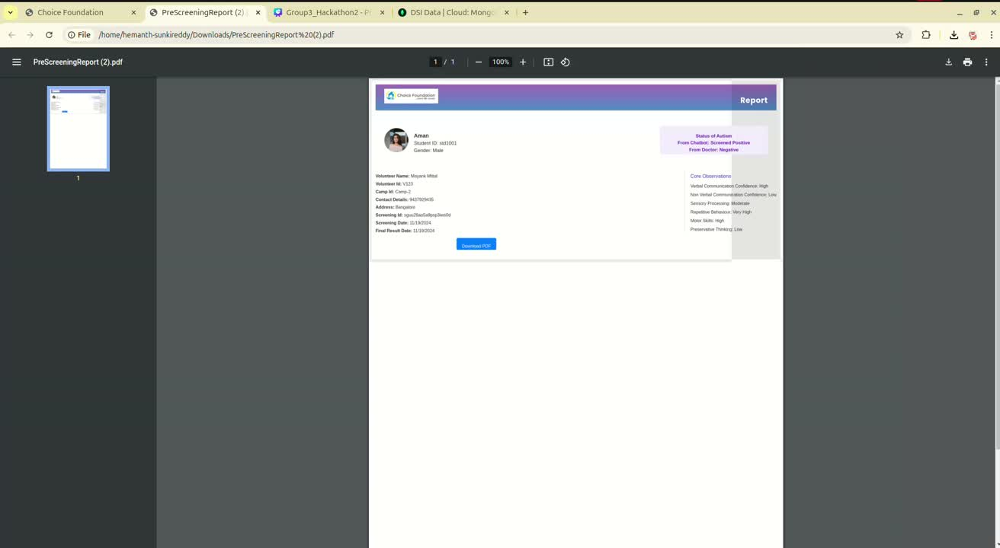 Choice Foundation
PreScreeningReport (2).
Group3_Hackathon2 - Pr
DSI Data | Cloud: Mongo
File
/home/hemanth-sunkireddy/Downloads/PreScreeningReport%20(2).pdf
PreScreeningReport (2).pdf
1 / 1
100%
1
Choice Foundation
Report
Aman
Student ID: std1001
Gender: Male
Status of Autism
From Chatbot: Screened Positive
From Doctor: Negative
Volunteer Name: Mayank Mittal
Volunteer Id: V123
Camp Id: Camp-2
Contact Details: 9437929435
Address: Bangalore
Screening Id: sguu26ao5a9psp3iws0d
Screening Date: 11/19/2024
Final Result Date: 11/19/2024
Download PDF
Core Observations
Verbal Communication Confidence: High
Non Verbal Communication Confidence: Low
Sensory Processing: Moderate
Repetitive Behaviour: Very High
Motor Skills: High
Preservative Thinking: Low